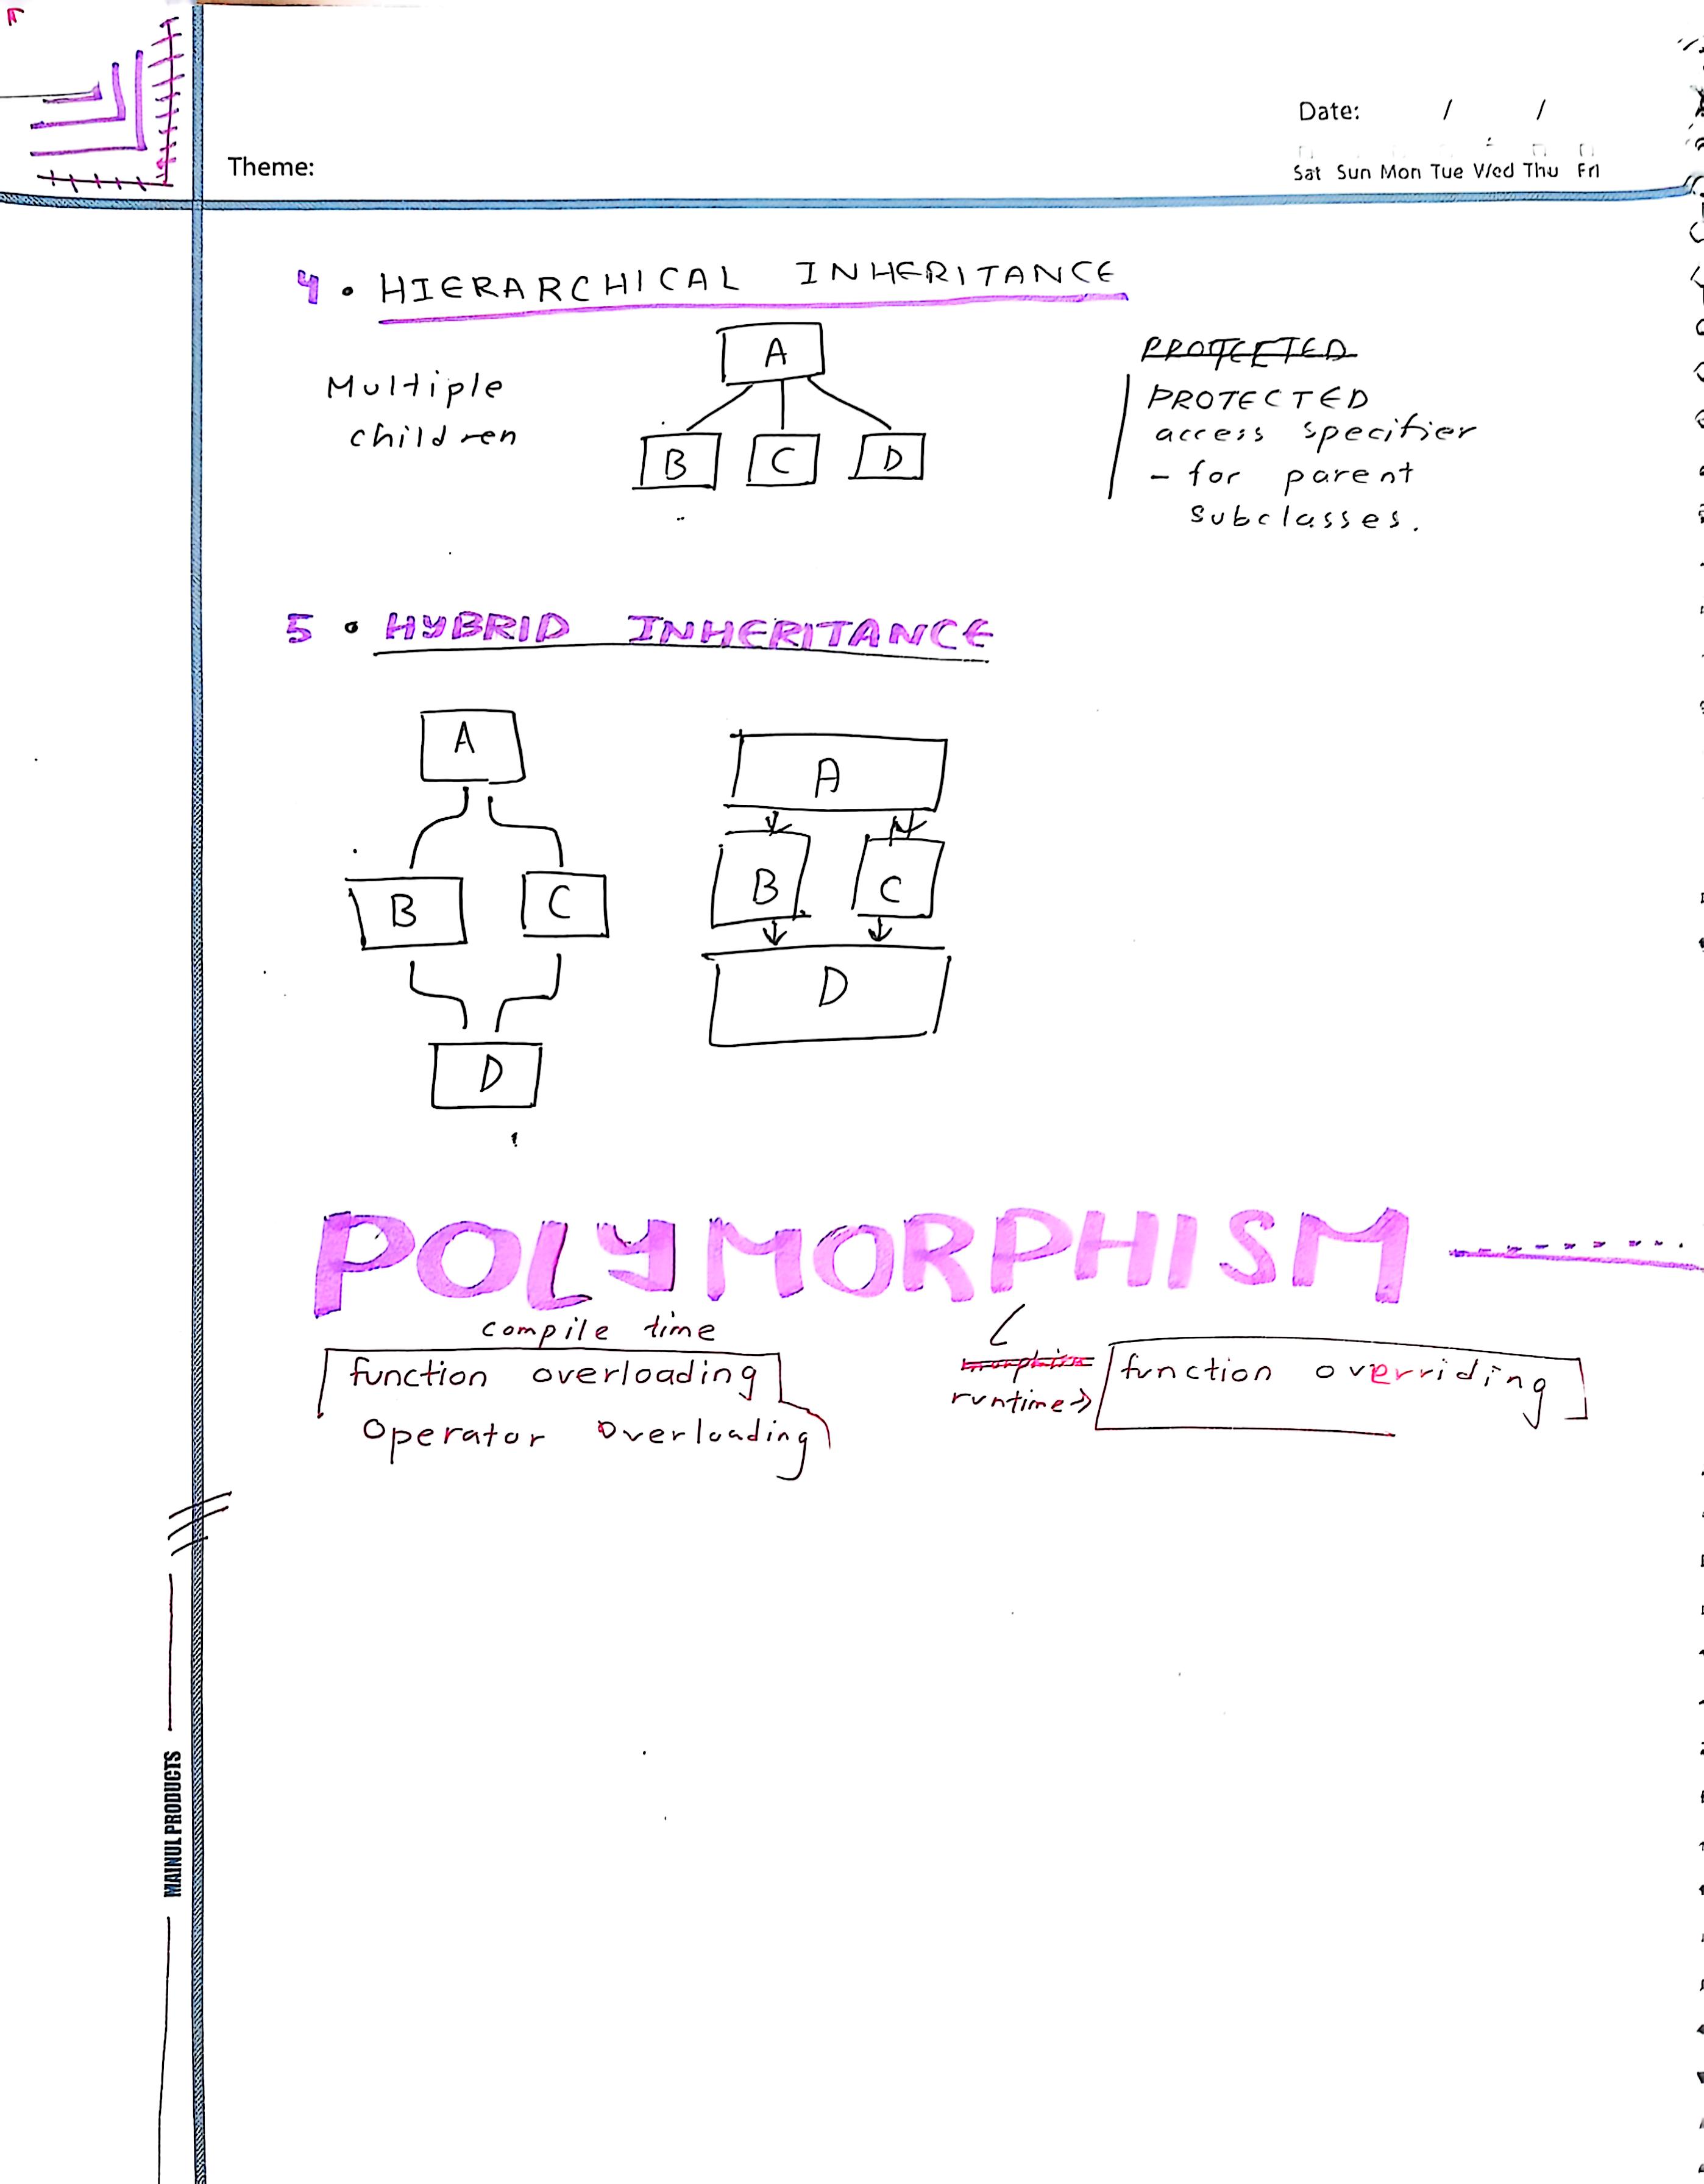 Date: / /
Sat Sun Mon Tue Wed Thu Fri
Theme:
4 • HIERARCHICAL INHERITANCE
A
Multiple
children
B C D
PROTECTED
PROTECTED
access specifier
- for parent
subclasses.
5 • HYBRID INHERITANCE
A
B C
D
A
B C
D
POLYMORPHISM
compile time
function overloading
Operator Overloading
runtime→ function overriding
MAINUL PRODUCTS